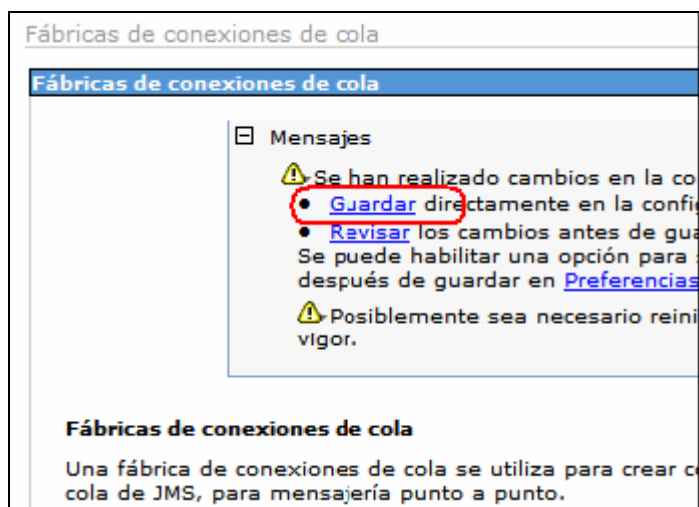 Fábricas de conexiones de cola
Fábricas de conexiones de cola
Mensajes
Se han realizado cambios en la co
Guardar directamente en la config
Revisar los cambios antes de gua
Se puede habilitar una opción para
después de guardar en Preferencias
Posiblemente sea necesario reini
vigor.
Fábricas de conexiones de cola
Una fábrica de conexiones de cola se utiliza para crear co
cola de JMS, para mensajería punto a punto.